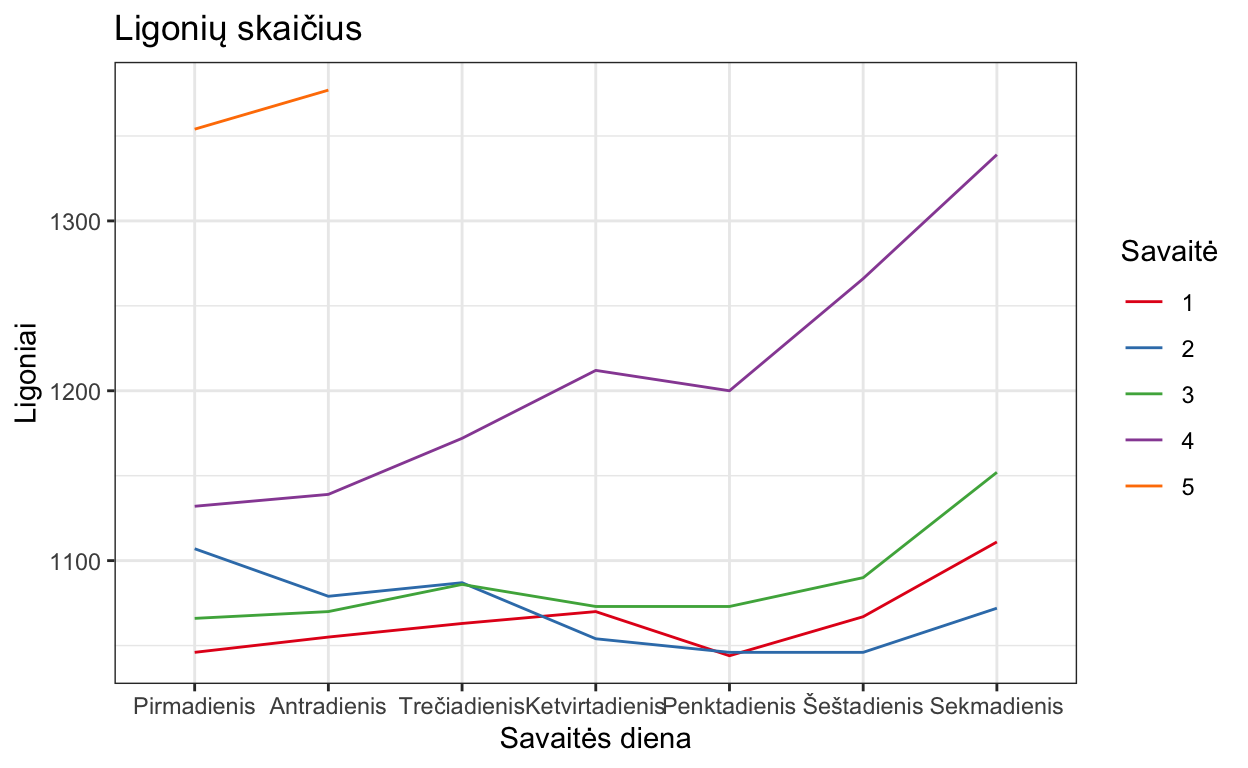 Ligonių skaičius
Ligoniai
1300
1200
1100
Pirmadienis Antradienis Trečiadienis Ketvirtadienis Penktadienis Šeštadienis Sekmadienis
Savaitės diena
Savaitė
1
2
3
4
5